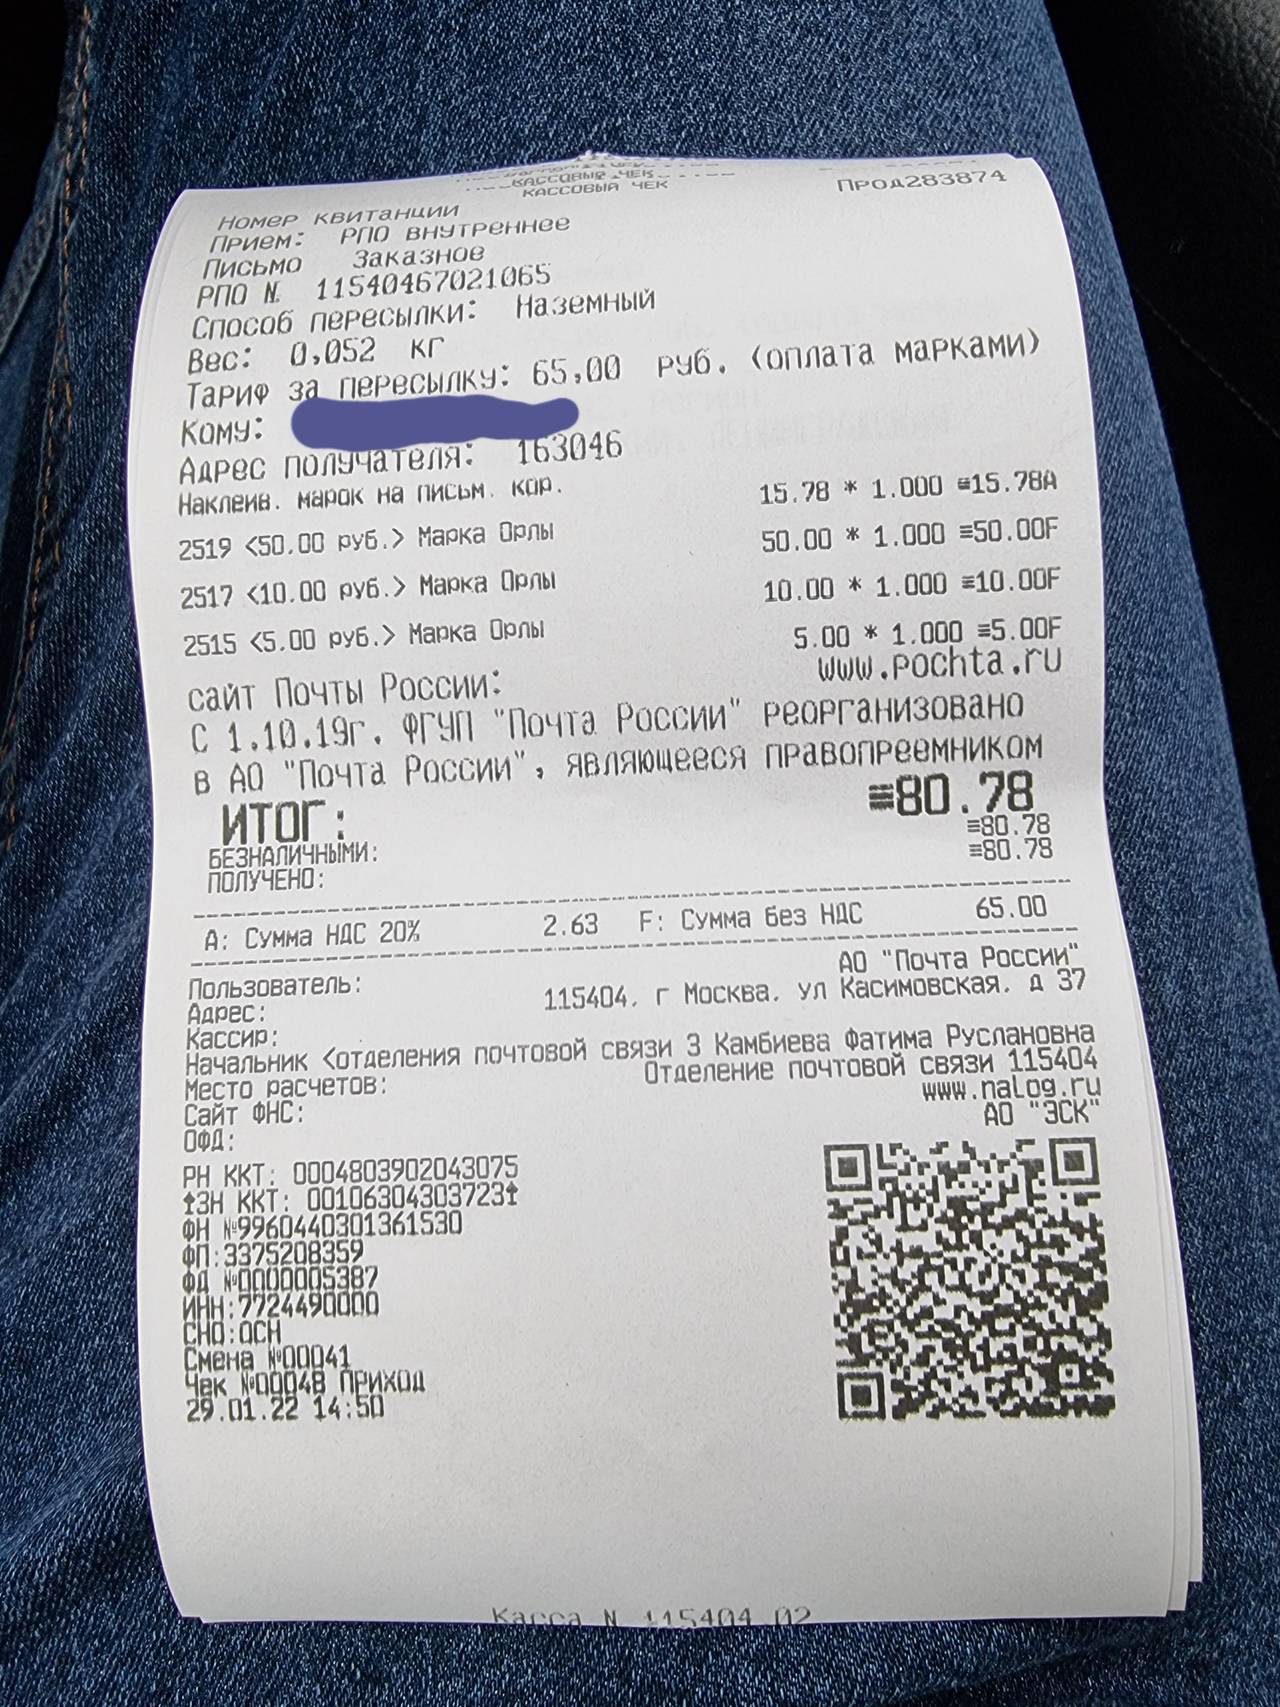 КАССОВЫЙ ЧЕК
КАССОВЫЙ ЧЕК
Номер квитанции ПРОД283874
Прием: РПО внутреннее
Письмо Заказное
РПО № 11540467021065
Способ пересылки: Наземный
Вес: 0,052 кг
Тариф за пересылку: 65,00 руб. (оплата марками)
Кому:
Адрес получателя: 163046
Наклеив. марок на письм. кор. 15.78 * 1.000 ≡15.78А
2519 <50.00 руб.> Марка Орлы 50.00 * 1.000 ≡50.00F
2517 <10.00 руб.> Марка Орлы 10.00 * 1.000 ≡10.00F
2515 <5.00 руб.> Марка Орлы 5.00 * 1.000 ≡5.00F
сайт Почты России: www.pochta.ru
С 1.10.19г. ФГУП "Почта России" реорганизовано
в АО "Почта России", являющееся правопреемником
ИТОГ: ≡80.78
БЕЗНАЛИЧНЫМИ: ≡80.78
ПОЛУЧЕНО: ≡80.78
А: Сумма НДС 20% 2.63 F: Сумма без НДС 65.00
Пользователь: АО "Почта России"
Адрес: 115404, г Москва, ул Касимовская, д 37
Кассир:
Начальник <отделения почтовой связи 3 Камбиева Фатима Руслановна
Место расчетов: Отделение почтовой связи 115404
Сайт ФНС: www.nalog.ru
ОФД: АО "ЭСК"
РН ККТ: 0004803902043075
↑ЗН ККТ: 00106304303723↑
ФН №9960440301361530
ФП:3375208359
ФД №0000005387
ИНН:7724490000
СНО:ОСН
Смена №00041
Чек №00048 ПРИХОД
29.01.22 14:50
Касса N 115404 02